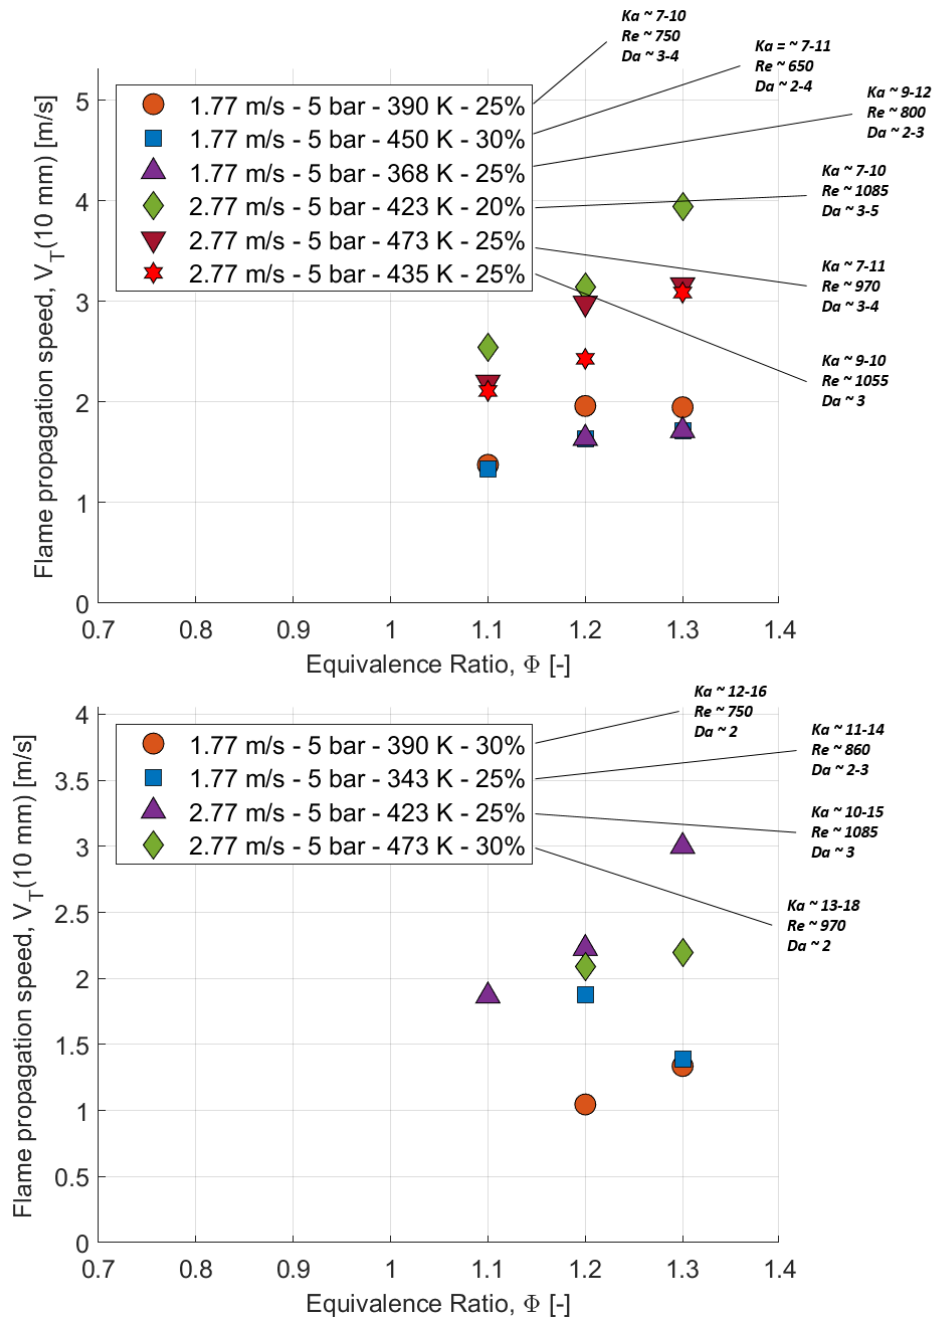 Ka ~ 7-10
Re ~ 750
Da ~ 3-4
Ka = ~ 7-11
Re ~ 650
Da ~ 2-4
Ka ~ 9-12
Re ~ 800
Da ~ 2-3
Ka ~ 7-10
Re ~ 1085
Da ~ 3-5
Ka ~ 7-11
Re ~ 970
Da ~ 3-4
Ka ~ 9-10
Re ~ 1055
Da ~ 3
1.77 m/s - 5 bar - 390 K - 25%
1.77 m/s - 5 bar - 450 K - 30%
1.77 m/s - 5 bar - 368 K - 25%
2.77 m/s - 5 bar - 423 K - 20%
2.77 m/s - 5 bar - 473 K - 25%
2.77 m/s - 5 bar - 435 K - 25%
Flame propagation speed, V_T(10 mm) [m/s]
5
4
3
2
1
0
0.7 0.8 0.9 1 1.1 1.2 1.3 1.4
Equivalence Ratio, Φ [-]
Ka ~ 12-16
Re ~ 750
Da ~ 2
Ka ~ 11-14
Re ~ 860
Da ~ 2-3
Ka ~ 10-15
Re ~ 1085
Da ~ 3
Ka ~ 13-18
Re ~ 970
Da ~ 2
1.77 m/s - 5 bar - 390 K - 30%
1.77 m/s - 5 bar - 343 K - 25%
2.77 m/s - 5 bar - 423 K - 25%
2.77 m/s - 5 bar - 473 K - 30%
Flame propagation speed, V_T(10 mm) [m/s]
4
3.5
3
2.5
2
1.5
1
0.5
0
0.7 0.8 0.9 1 1.1 1.2 1.3 1.4
Equivalence Ratio, Φ [-]